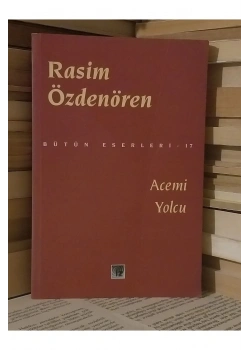 Rasim
Özdenören
BÜTÜN ESERLERİ - 17
Acemi
Yolcu
İZ